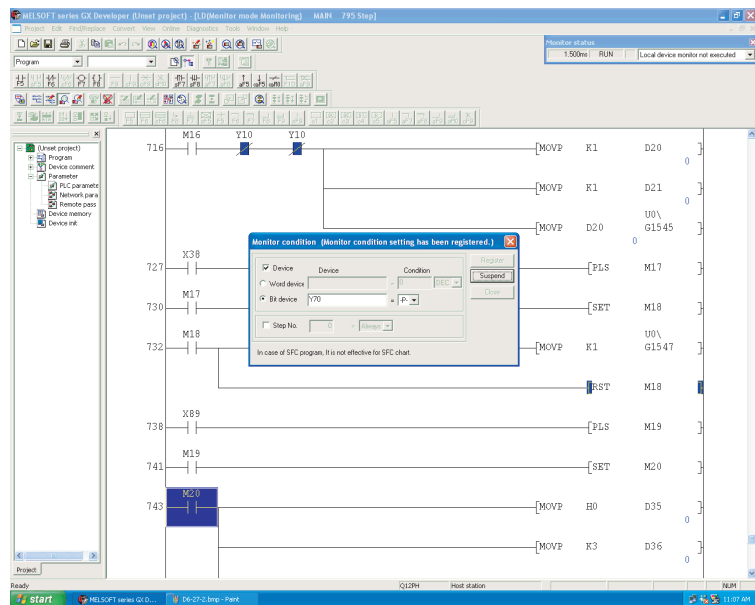 MELSOFT series GX Developer (Unset project) - [LD(Monitor mode Monitoring) MAIN 795 Step]
Project Edit Find/Replace Convert View Online Diagnostics Tools Window Help
Monitor status
1.500ms RUN Local device monitor not executed
Program
(Unset project)
Program
Device comment
Parameter
PLC paramete
Network para
Remote pass
Device memory
Device init
Project
M16 Y10 Y10
716 MOVP K1 D20
0
MOVP K1 D21
0
U0\
MOVP D20 G1545
0
Monitor condition (Monitor condition setting has been registered.)
Device Device Condition
Word device = 0 DEC
Bit device Y70 = -P-
Step No. 0 = Always
In case of SFC program, It is not effective for SFC chart.
Register
Suspend
Close
X38
727 PLS M17
M17
730 SET M18
M18 U0\
732 MOVP K1 G1547
RST M18
X89
738 PLS M19
M19
741 SET M20
M20
743 MOVP H0 D35
0
MOVP K3 D36
0
Ready Q12PH Host station NUM
start MELSOFT series GX D... D6-27-2.bmp - Paint 11:07 AM